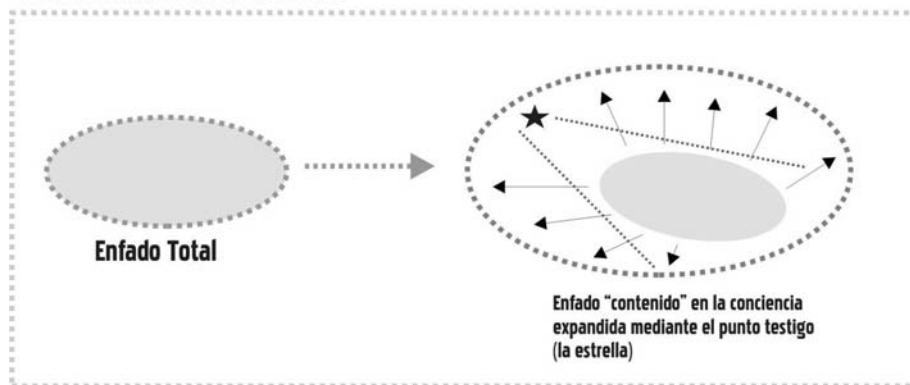 Enfado Total
Enfado “contenido” en la conciencia
expandida mediante el punto testigo
(la estrella)